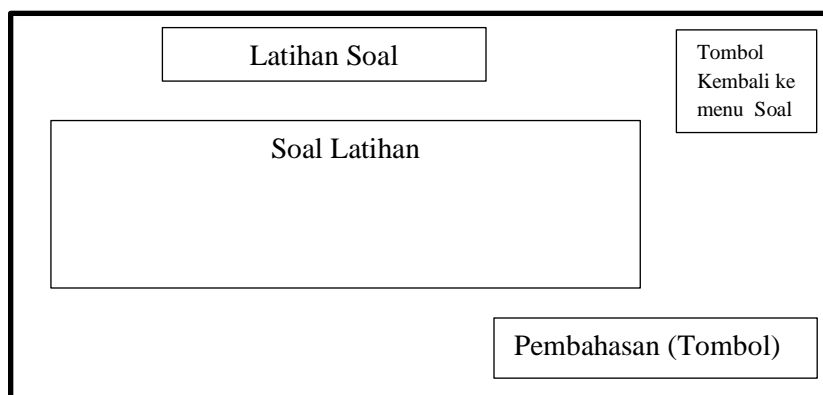 Latihan Soal
Tombol
Kembali ke
menu Soal
Soal Latihan
Pembahasan (Tombol)